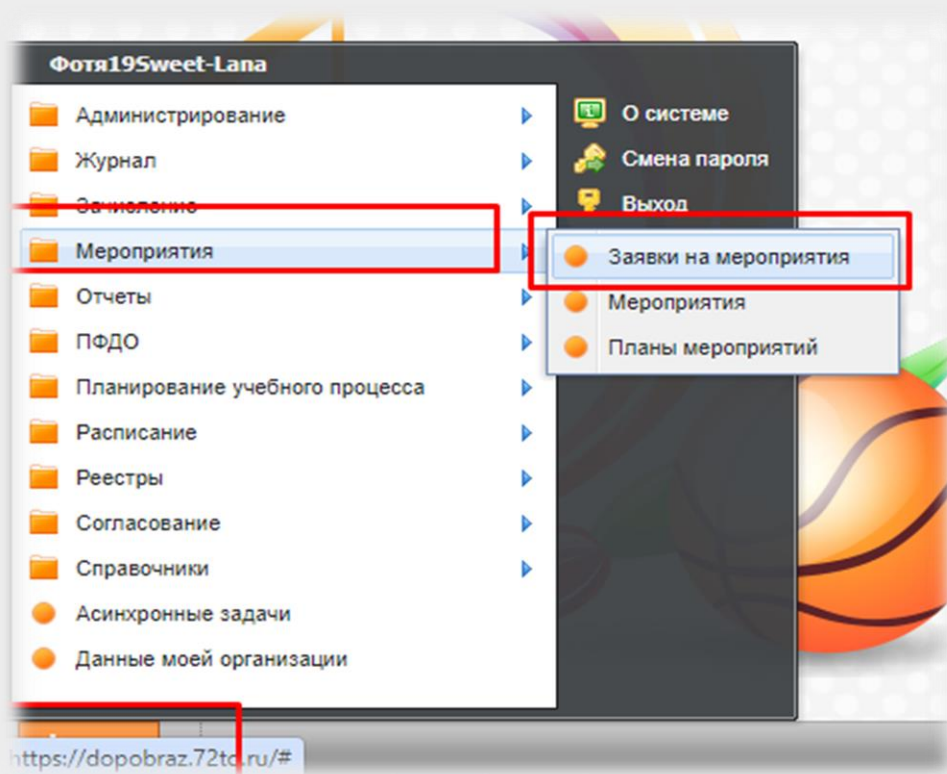 Фотя19Sweet-Lana
Администрирование
Журнал
Зачисление
Мероприятия
Отчеты
ПФДО
Планирование учебного процесса
Расписание
Реестры
Согласование
Справочники
Асинхронные задачи
Данные моей организации
О системе
Смена пароля
Выход
Заявки на мероприятия
Мероприятия
Планы мероприятий
https://dopobraz.72to.ru/#